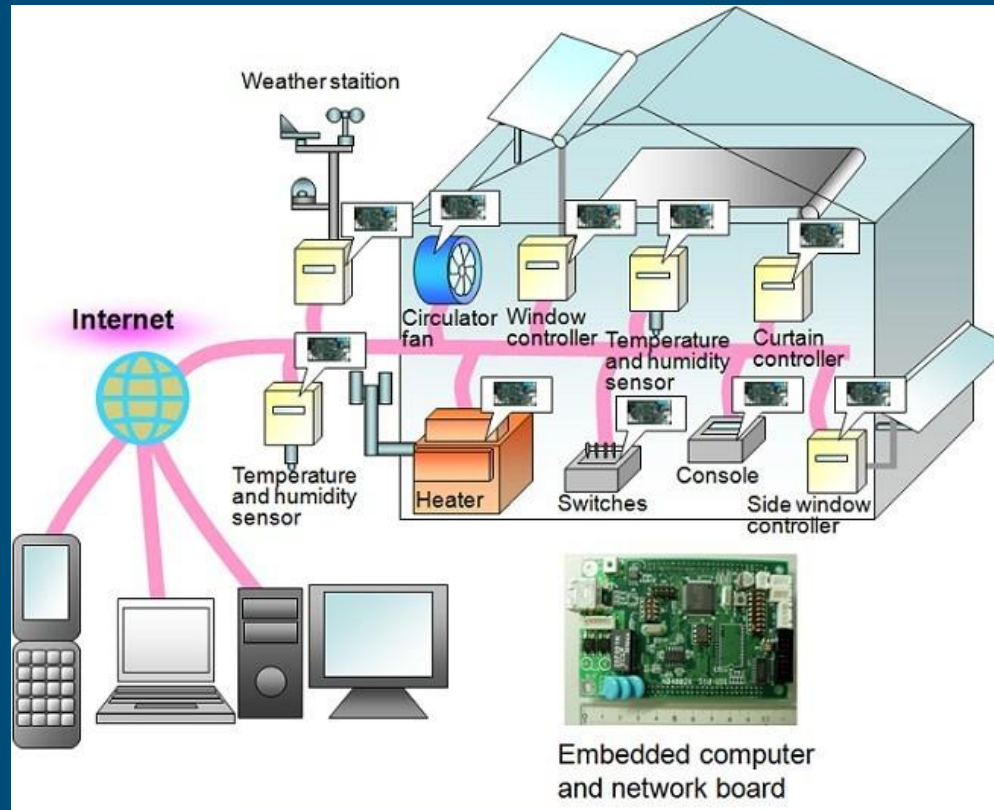 Weather staition
Internet
Circulator
fan
Window
controller
Temperature
and humidity
sensor
Curtain
controller
Temperature
and humidity
sensor
Heater
Switches
Console
Side window
controller
Embedded computer
and network board